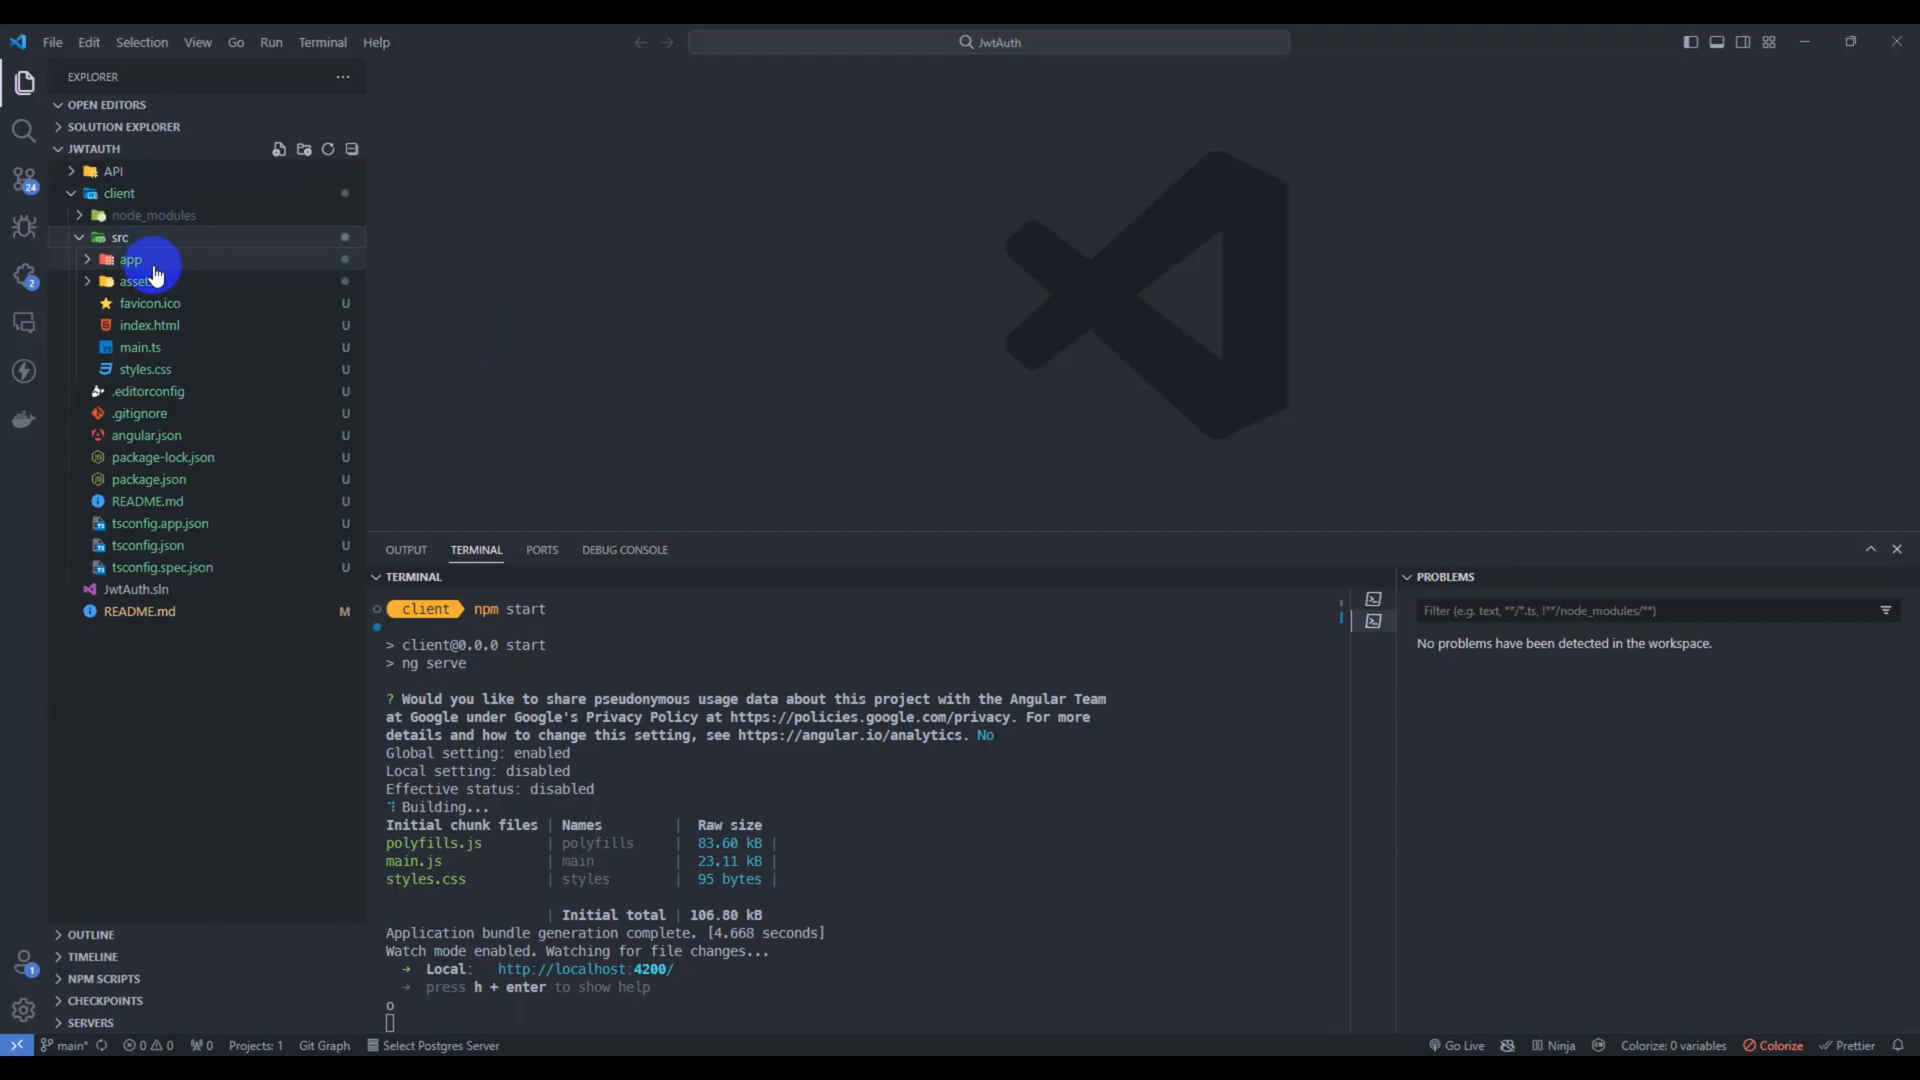 File Edit Selection View Go Run Terminal Help
JwtAuth
EXPLORER
OPEN EDITORS
SOLUTION EXPLORER
JWTAUTH
API
client
node_modules
src
app
favicon.ico U
index.html U
main.ts U
styles.css U
.editorconfig U
.gitignore U
angular.json U
package-lock.json U
package.json U
README.md U
tsconfig.app.json U
tsconfig.json U
tsconfig.spec.json U
JwtAuth.sln
README.md M
24
2
1
OUTLINE
TIMELINE
NPM SCRIPTS
CHECKPOINTS
SERVERS
OUTPUT TERMINAL PORTS DEBUG CONSOLE
TERMINAL
client npm start
> client@0.0.0 start
> ng serve
? Would you like to share pseudonymous usage data about this project with the Angular Team
at Google under Google's Privacy Policy at https://policies.google.com/privacy. For more
details and how to change this setting, see https://angular.io/analytics. No
Global setting: enabled
Local setting: disabled
Effective status: disabled
Building...
Initial chunk files | Names | Raw size
polyfills.js | polyfills | 83.60 kB |
main.js | main | 23.11 kB |
styles.css | styles | 95 bytes |
| Initial total | 106.80 kB
Application bundle generation complete. [4.668 seconds]
Watch mode enabled. Watching for file changes...
➜ Local: http://localhost:4200/
➜ press h + enter to show help
o
PROBLEMS
Filter (e.g. text, **/*.ts, !**/node_modules/**)
No problems have been detected in the workspace.
main* 0 0 0 Projects: 1 Git Graph Select Postgres Server
Go Live Ninja Colorize: 0 variables Colorize Prettier